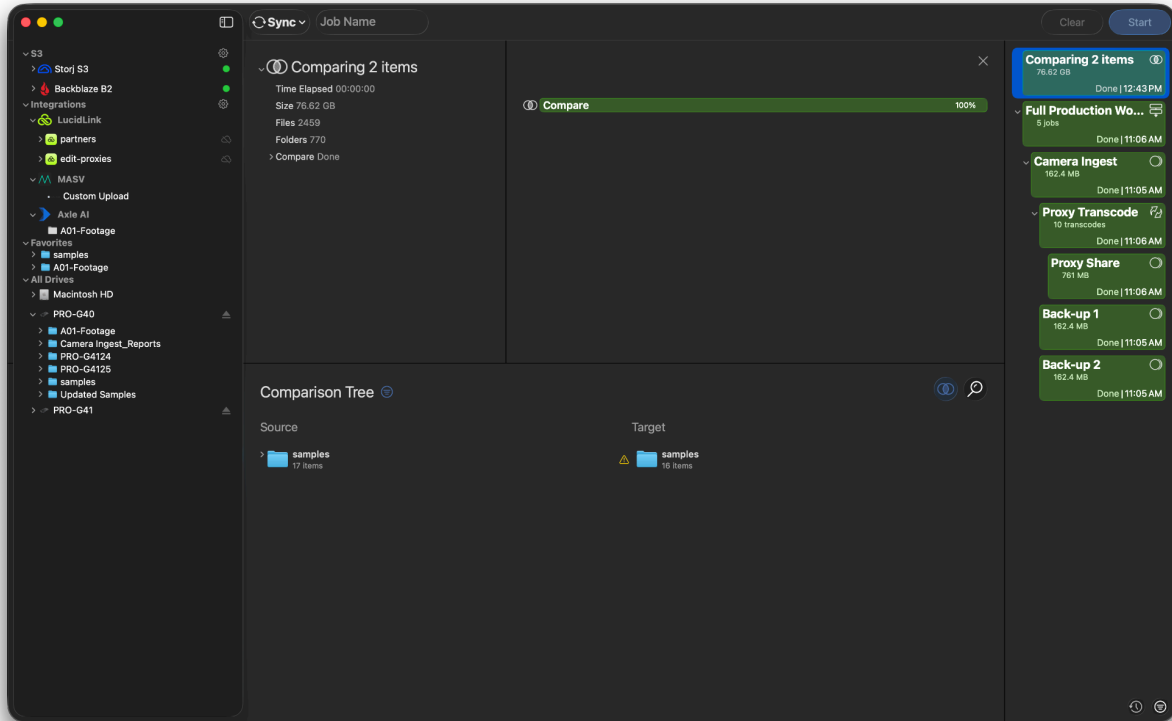 Sync
Job Name
Clear
Start
S3
Storj S3
Backblaze B2
Integrations
LucidLink
partners
edit-proxies
MASV
Custom Upload
Axle AI
A01-Footage
Favorites
samples
A01-Footage
All Drives
Macintosh HD
PRO-G40
A01-Footage
Camera Ingest_Reports
PRO-G4124
PRO-G4125
samples
Updated Samples
PRO-G41
Comparing 2 items
Time Elapsed 00:00:00
Size 76.62 GB
Files 2459
Folders 770
Compare Done
Compare
100%
Comparison Tree
Source
Target
samples
17 items
samples
16 items
Comparing 2 items
76.62 GB
Done | 12:43 PM
Full Production Wo...
5 jobs
Done | 11:06 AM
Camera Ingest
162.4 MB
Done | 11:05 AM
Proxy Transcode
10 transcodes
Done | 11:06 AM
Proxy Share
761 MB
Done | 11:06 AM
Back-up 1
162.4 MB
Done | 11:05 AM
Back-up 2
162.4 MB
Done | 11:05 AM